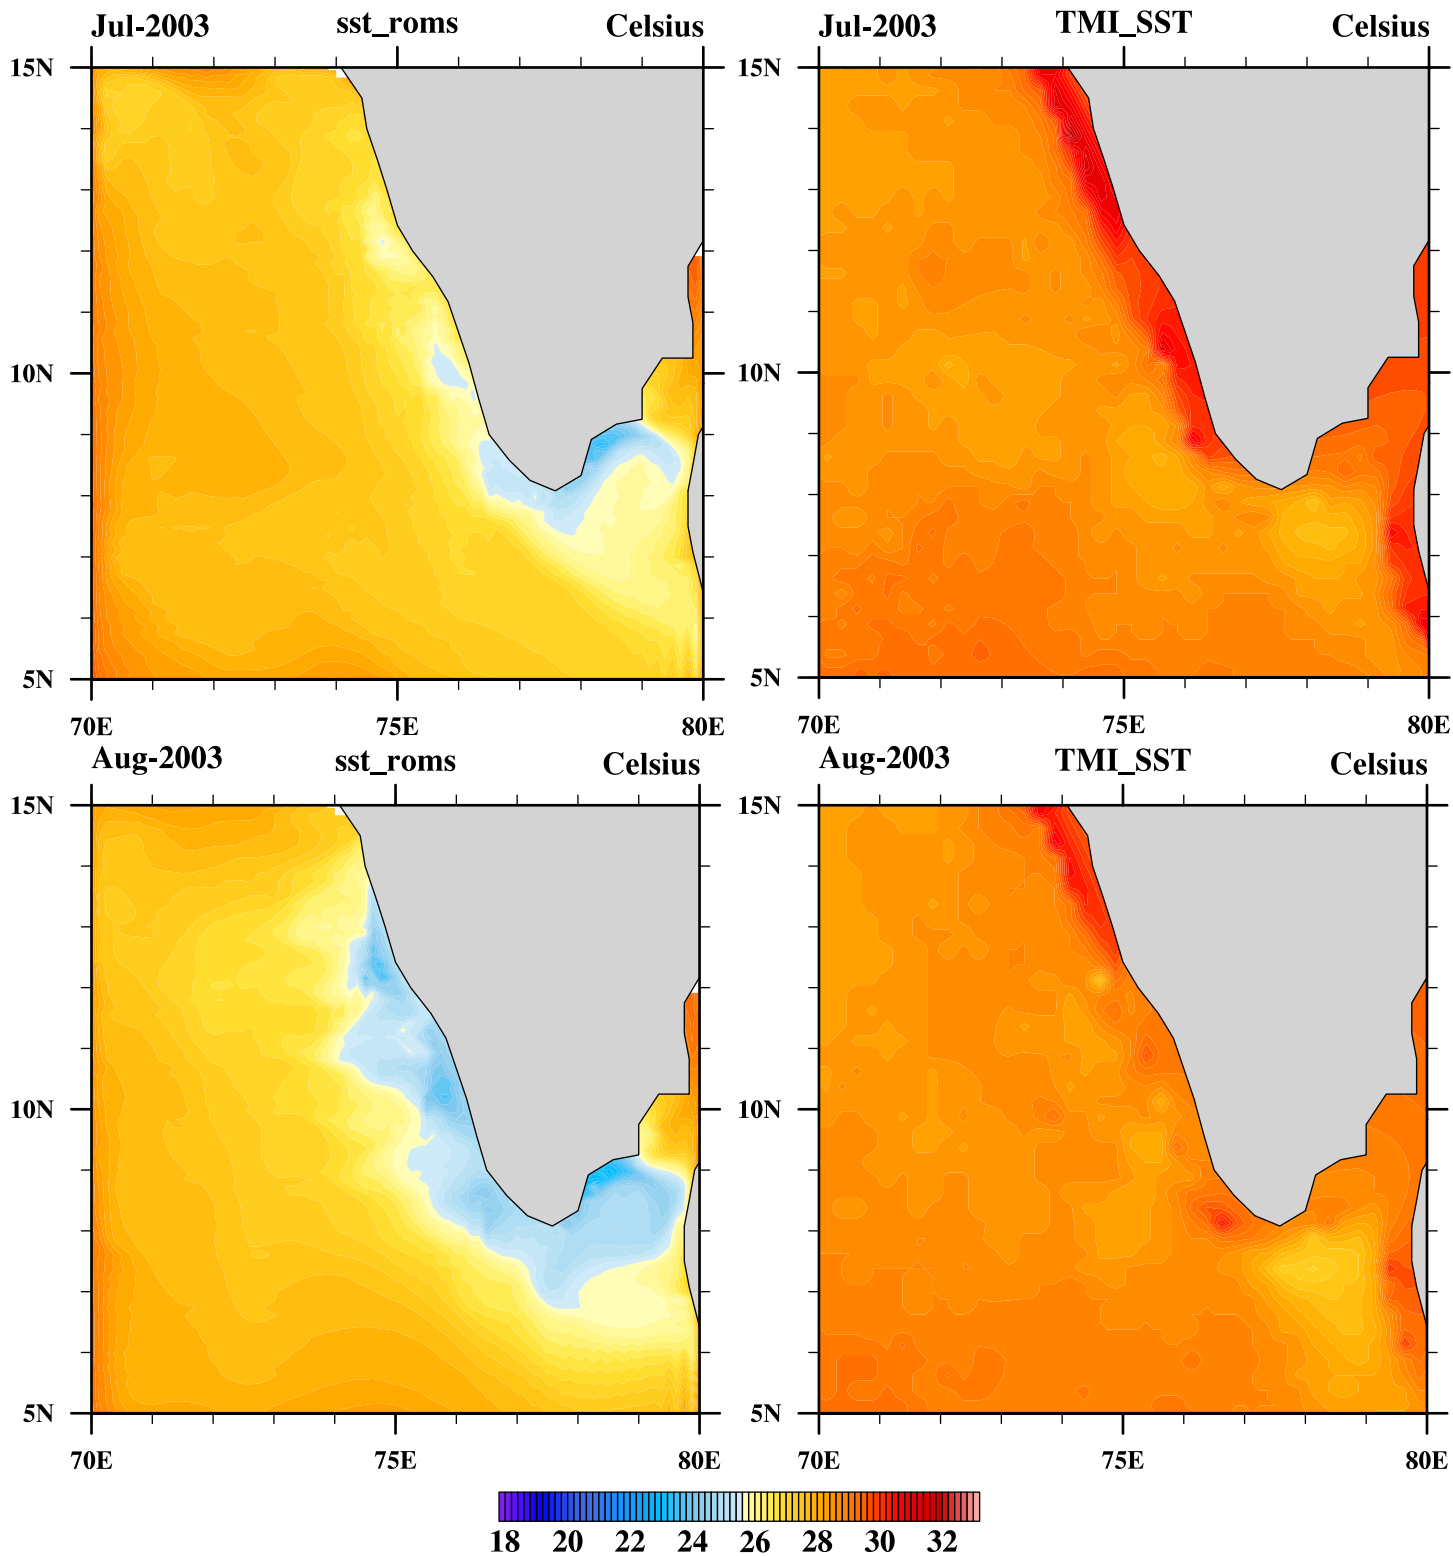 Jul-2003 sst_roms Celsius
15N
10N
5N
70E 75E 80E
Jul-2003 TMI_SST Celsius
15N
10N
5N
70E 75E 80E
Aug-2003 sst_roms Celsius
15N
10N
5N
70E 75E 80E
Aug-2003 TMI_SST Celsius
15N
10N
5N
70E 75E 80E
18 20 22 24 26 28 30 32